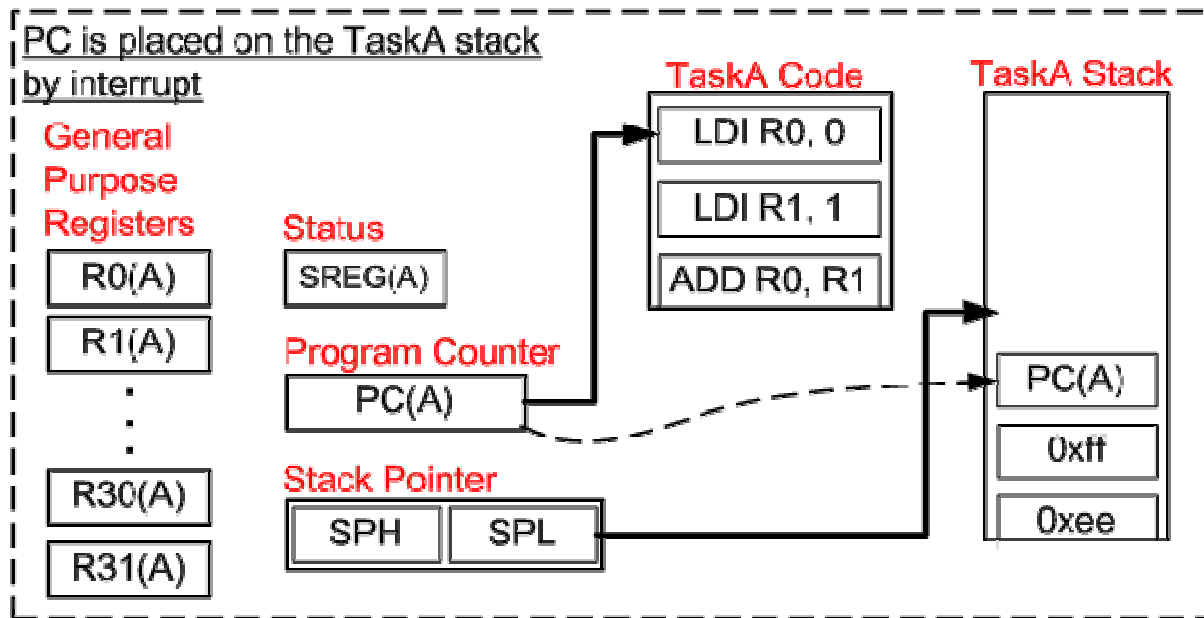 PC is placed on the TaskA stack
by interrupt
General
Purpose
Registers
R0(A)
R1(A)
R30(A)
R31(A)
Status
SREG(A)
Program Counter
PC(A)
Stack Pointer
SPH SPL
TaskA Code
LDI R0, 0
LDI R1, 1
ADD R0, R1
TaskA Stack
PC(A)
0xff
0xee